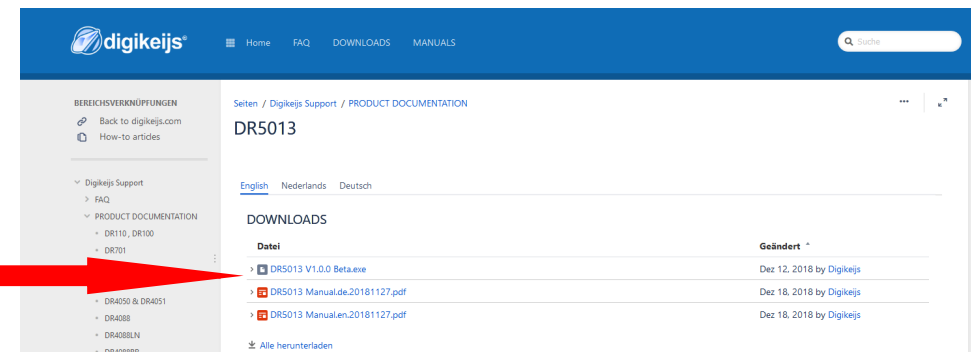 digikeijs®
Home FAQ DOWNLOADS MANUALS
Suche
BEREICHSVERKNÜPFUNGEN
Back to digikeijs.com
How-to articles
Digikeijs Support
FAQ
PRODUCT DOCUMENTATION
DR110 , DR100
DR701
DR4050 & DR4051
DR4088
DR4088LN
Seiten / Digikeijs Support / PRODUCT DOCUMENTATION
DR5013
English Nederlands Deutsch
DOWNLOADS
Datei Geändert
DR5013 V1.0.0 Beta.exe Dez 12, 2018 by Digikeijs
DR5013 Manual.de.20181127.pdf Dez 18, 2018 by Digikeijs
DR5013 Manual.en.20181127.pdf Dez 18, 2018 by Digikeijs
Alle herunterladen